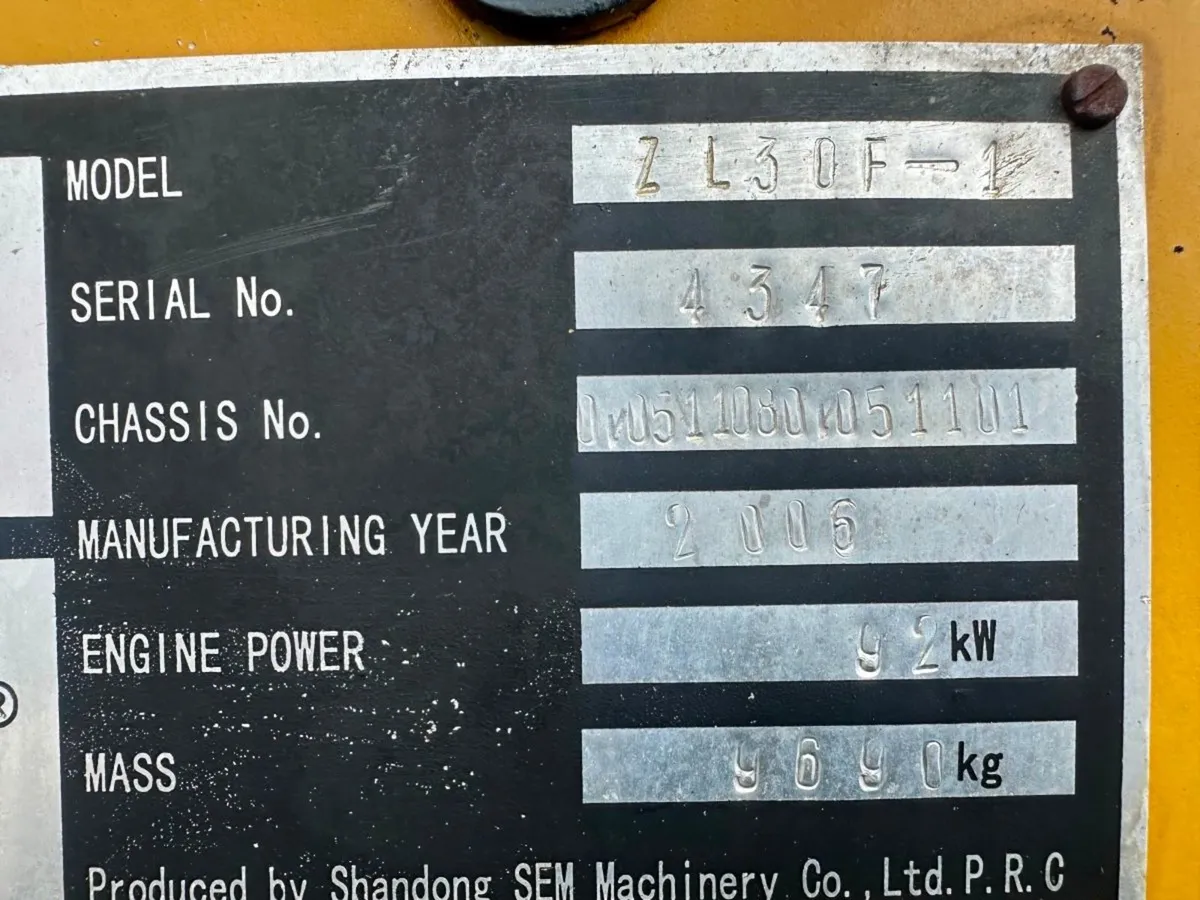 MODEL ZL30F-1
SERIAL No. 4347
CHASSIS No.
MANUFACTURING YEAR 2006
ENGINE POWER 92kW
®
MASS 9690kg
Produced by Shandong SEM Machinery Co.,Ltd.P.R.C